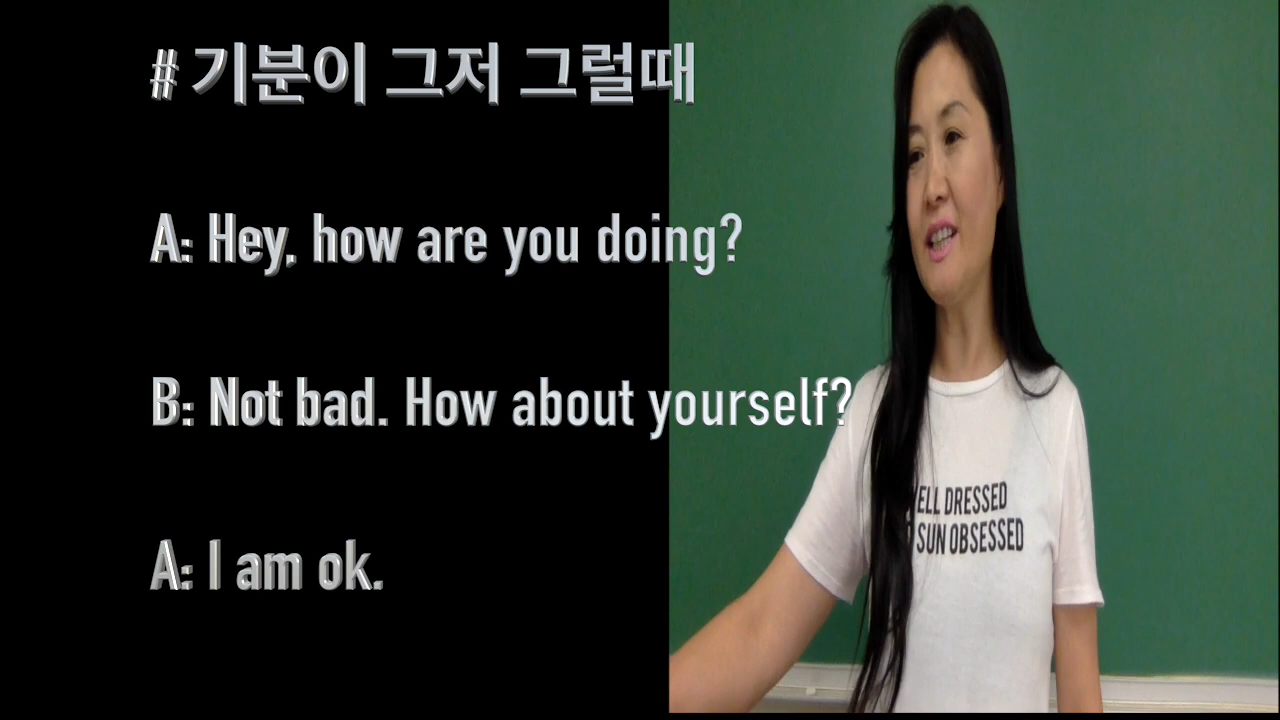 # 기분이 그저 그럴때
A: Hey, how are you doing?
B: Not bad. How about yourself?
A: I am ok.
DRESSED
SUN OBSESSED